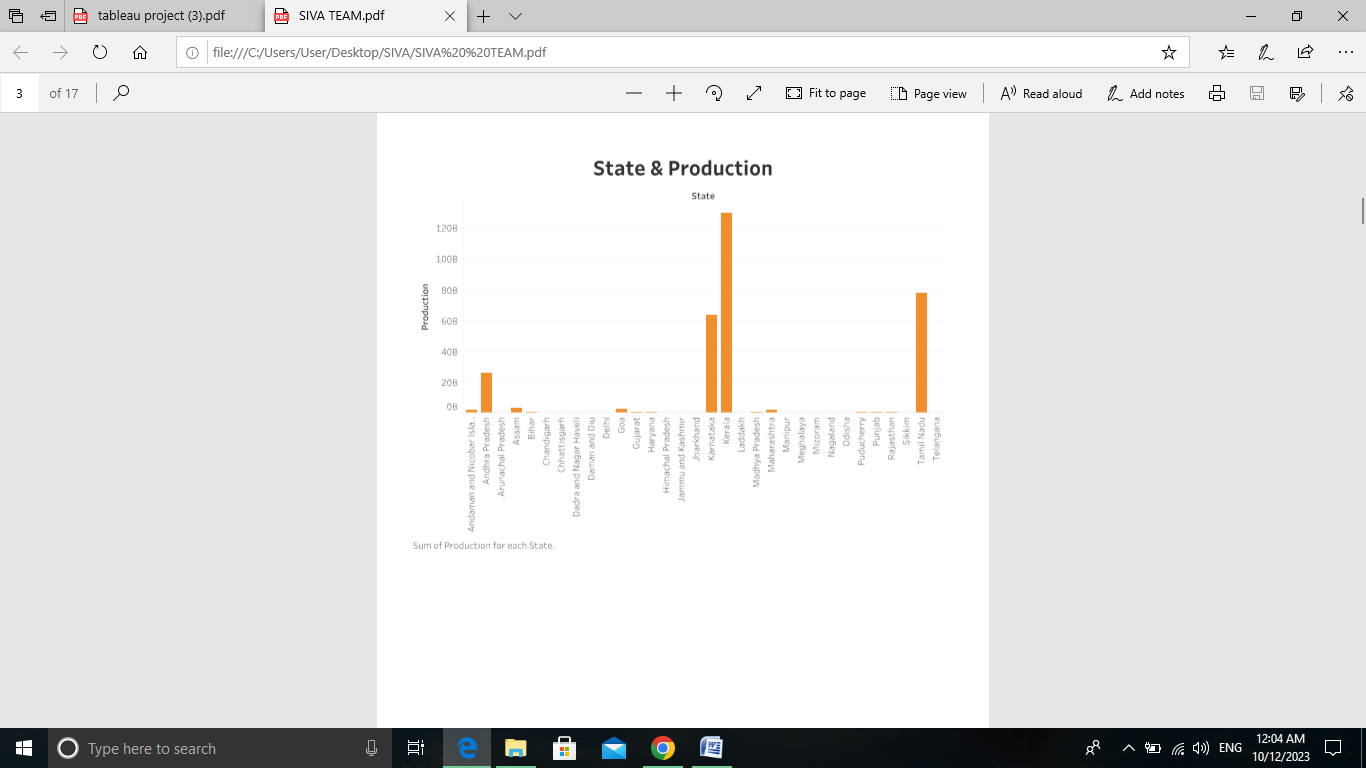 tableau project (3).pdf
SIVA TEAM.pdf
file:///C:/Users/User/Desktop/SIVA/SIVA%20%20TEAM.pdf
3 of 17
Fit to page
Page view
Read aloud
Add notes
State & Production
State
Production
120B
100B
80B
60B
40B
20B
0B
Andaman and Nicobar Isla..
Andhra Pradesh
Arunachal Pradesh
Assam
Bihar
Chandigarh
Chhattisgarh
Dadra and Nagar Haveli
Daman and Diu
Delhi
Goa
Gujarat
Haryana
Himachal Pradesh
Jammu and Kashmir
Jharkhand
Karnataka
Kerala
Laddakh
Madhya Pradesh
Maharashtra
Manipur
Meghalaya
Mizoram
Nagaland
Odisha
Puducherry
Punjab
Rajasthan
Sikkim
Tamil Nadu
Telangana
Sum of Production for each State.
Type here to search
ENG
12:04 AM
10/12/2023